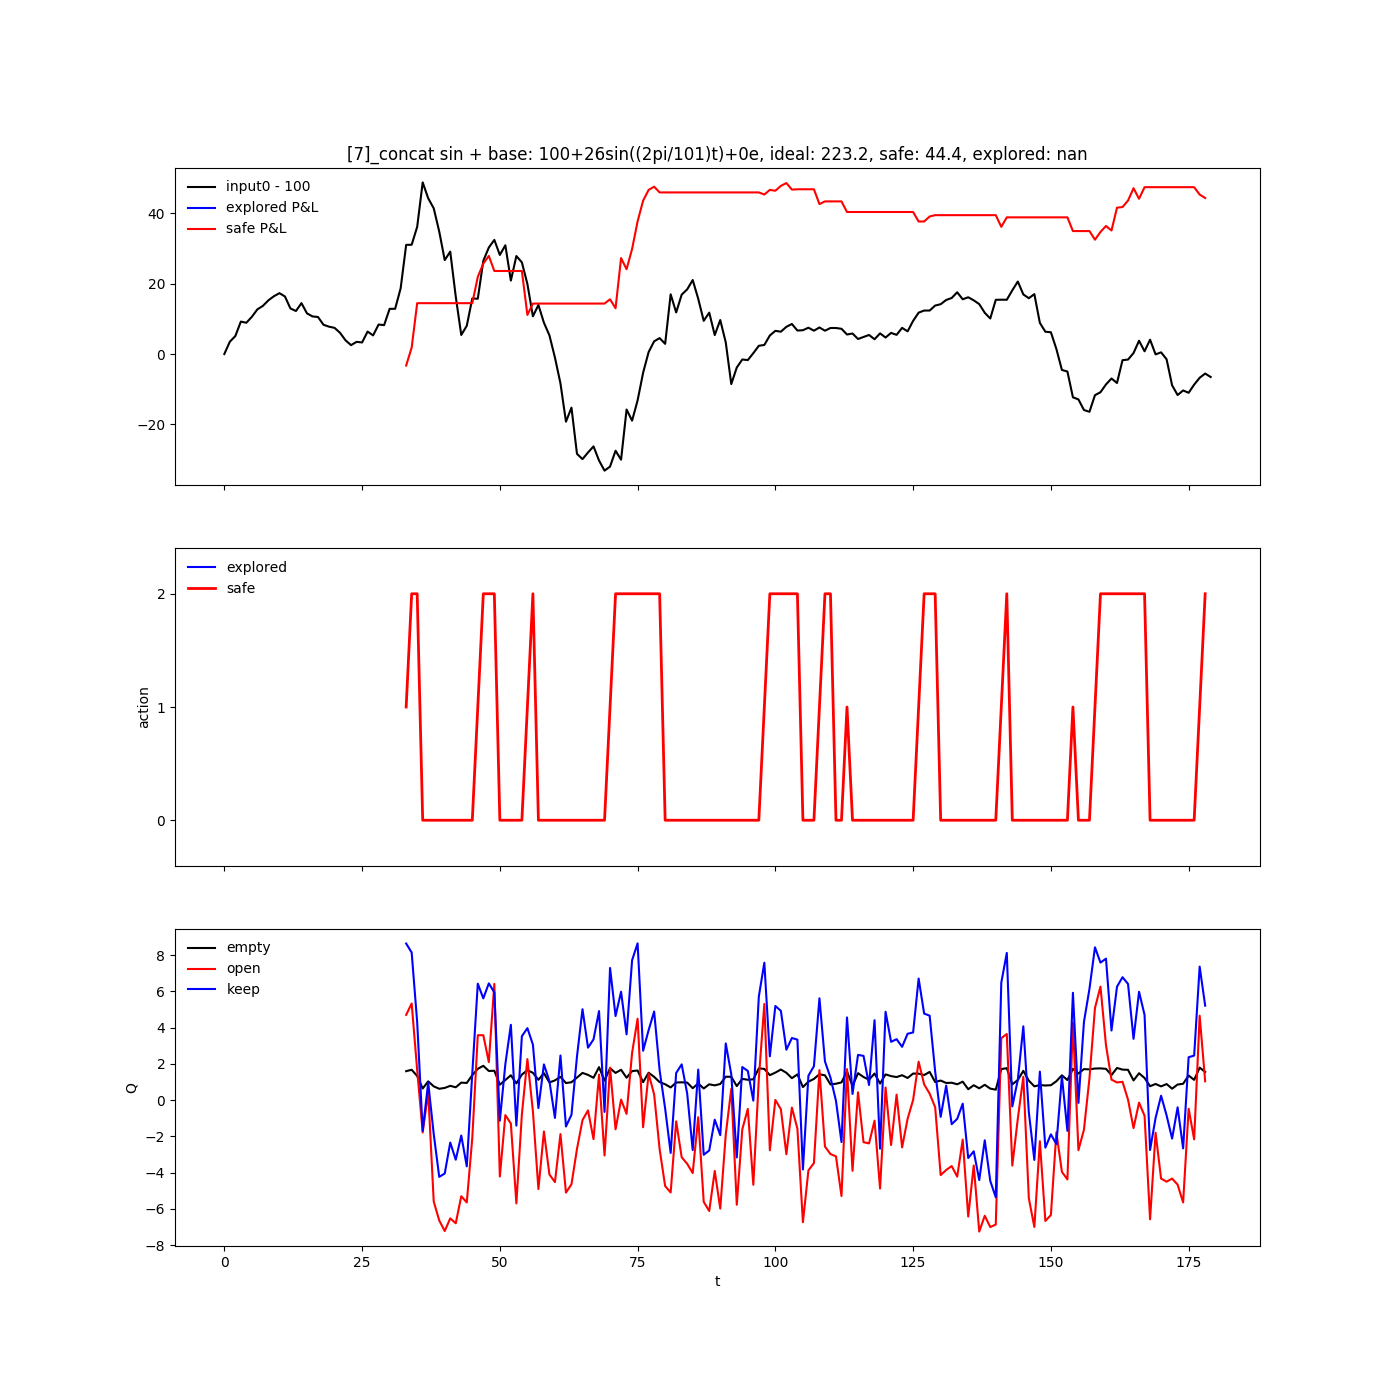 [7]_concat sin + base: 100+26sin((2pi/101)t)+0e, ideal: 223.2, safe: 44.4, explored: nan
input0 - 100
explored P&L
safe P&L
40
20
0
−20
explored
safe
2
1
0
action
empty
open
keep
8
6
4
2
0
−2
−4
−6
−8
Q
0 25 50 75 100 125 150 175
t